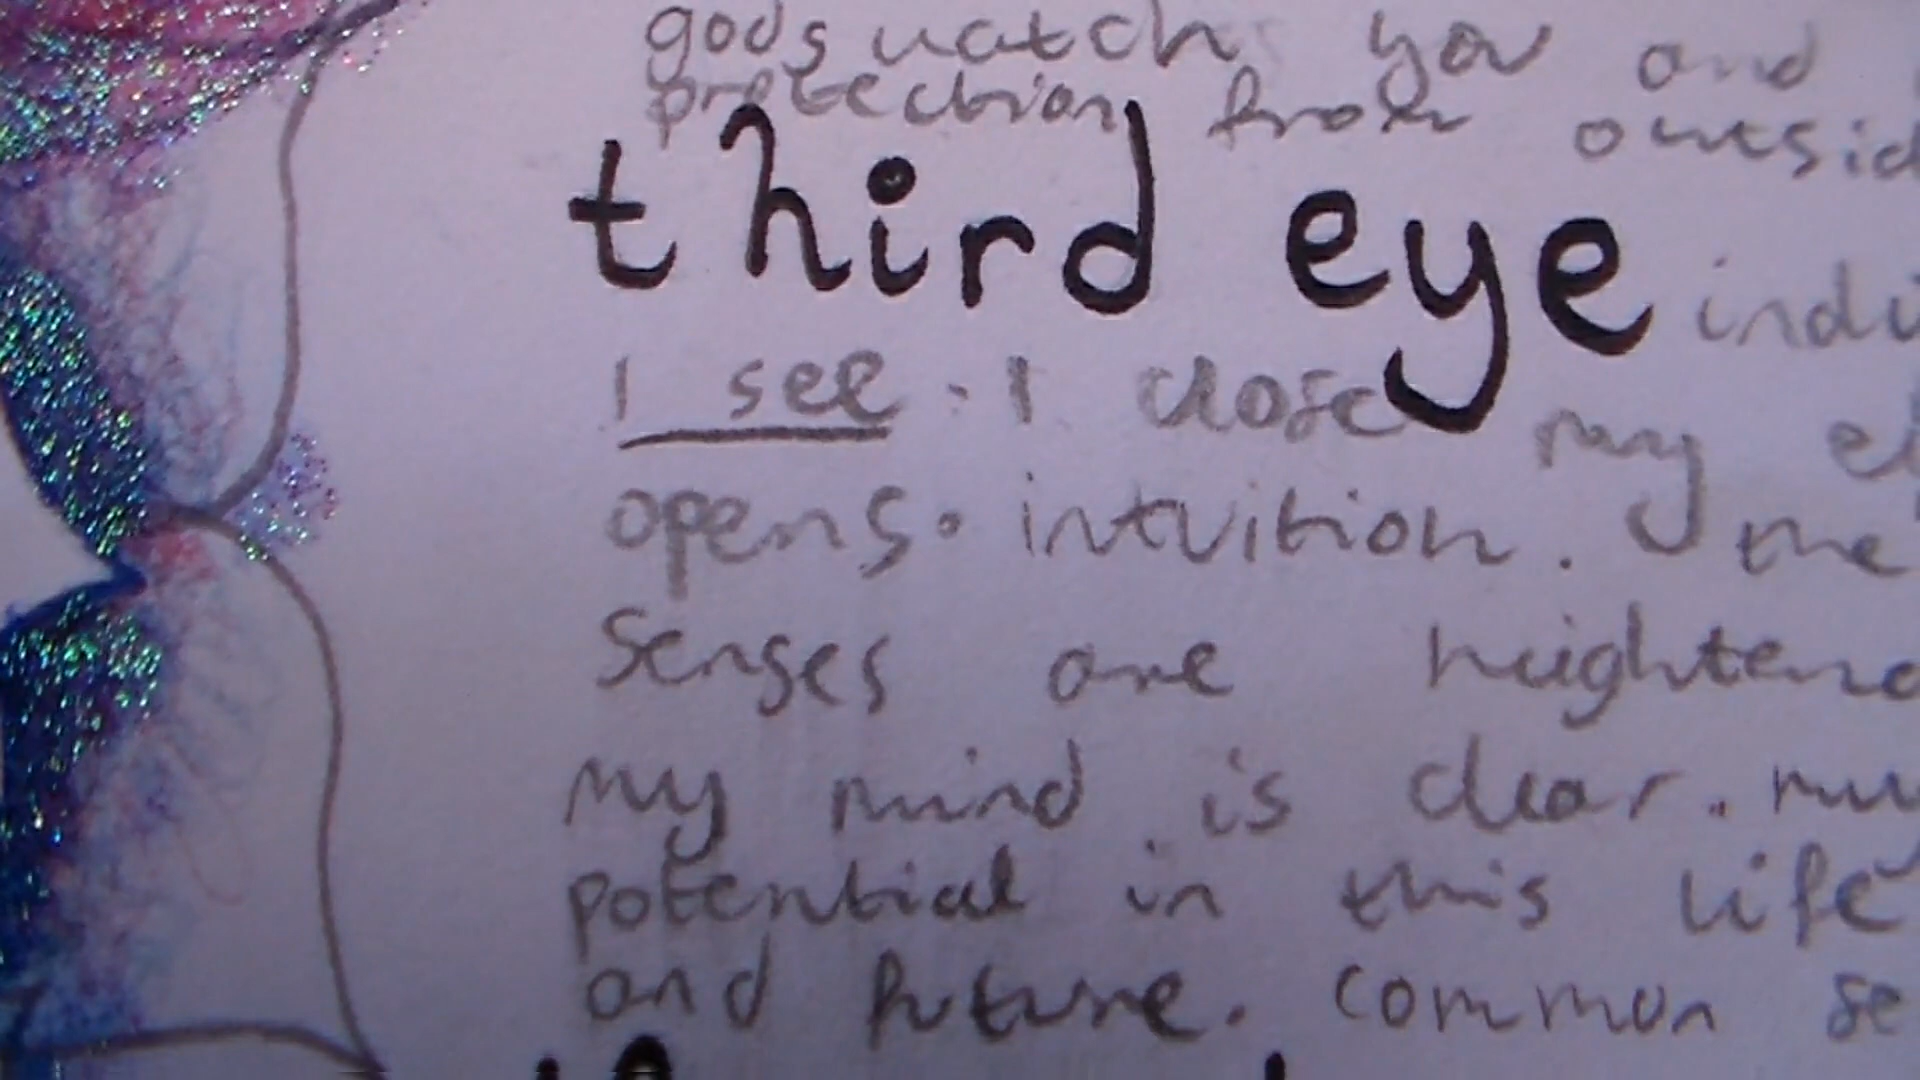 gods watch you and
protection from outsid
third eye
indi
I see. I close my
opens. intuition. the
Senses are heightene
my mind is clear.
potential in this life
and future. common se